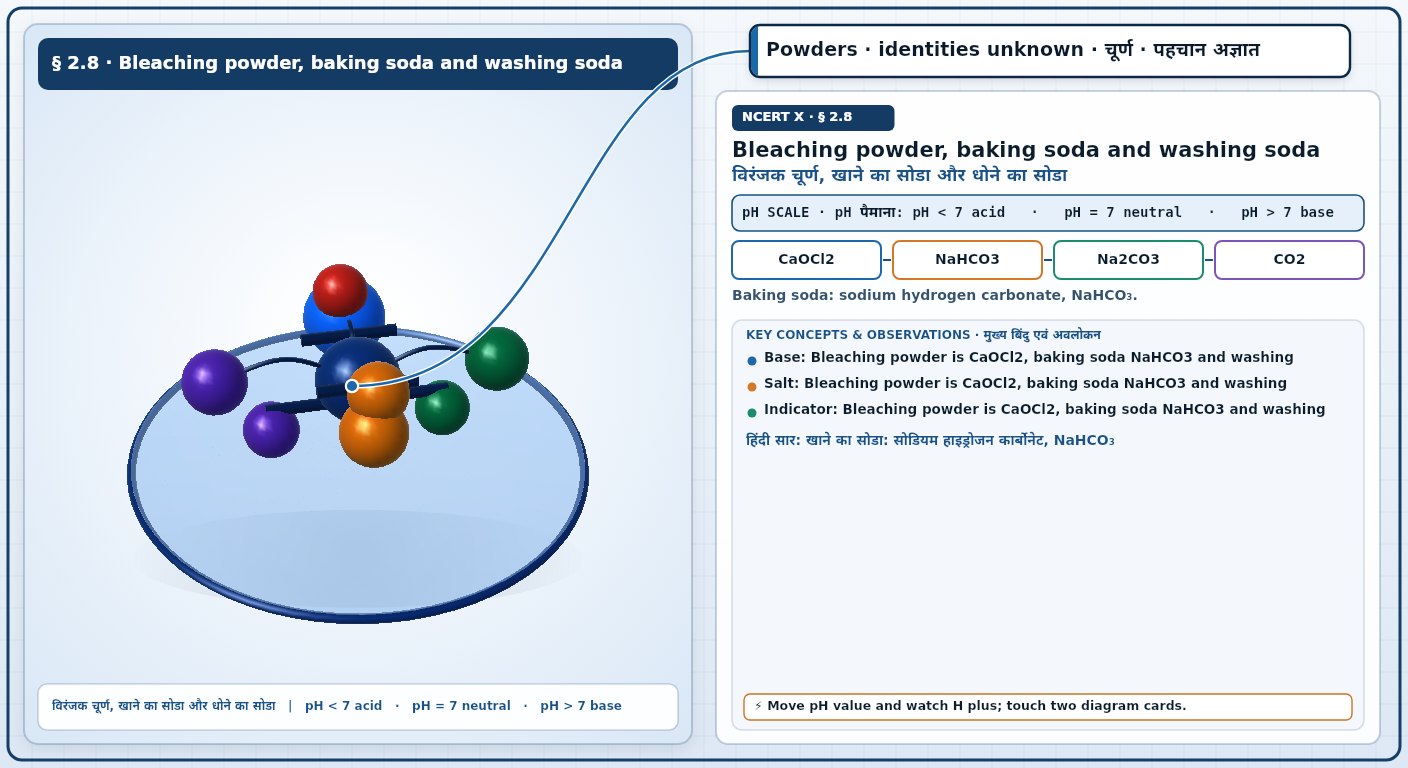 § 2.8 · Bleaching powder, baking soda and washing soda
विरंजक चूर्ण, खाने का सोडा और धोने का सोडा | pH < 7 acid · pH = 7 neutral · pH > 7 base
Powders · identities unknown · चूर्ण · पहचान अज्ञात
NCERT X · § 2.8
Bleaching powder, baking soda and washing soda
विरंजक चूर्ण, खाने का सोडा और धोने का सोडा
pH SCALE · pH पैमाना: pH < 7 acid · pH = 7 neutral · pH > 7 base
CaOCl2
NaHCO3
Na2CO3
CO2
Baking soda: sodium hydrogen carbonate, NaHCO₃.
KEY CONCEPTS & OBSERVATIONS · मुख्य बिंदु एवं अवलोकन
Base: Bleaching powder is CaOCl2, baking soda NaHCO3 and washing
Salt: Bleaching powder is CaOCl2, baking soda NaHCO3 and washing
Indicator: Bleaching powder is CaOCl2, baking soda NaHCO3 and washing
हिंदी सार: खाने का सोडा: सोडियम हाइड्रोजन कार्बोनेट, NaHCO₃
⚡ Move pH value and watch H plus; touch two diagram cards.